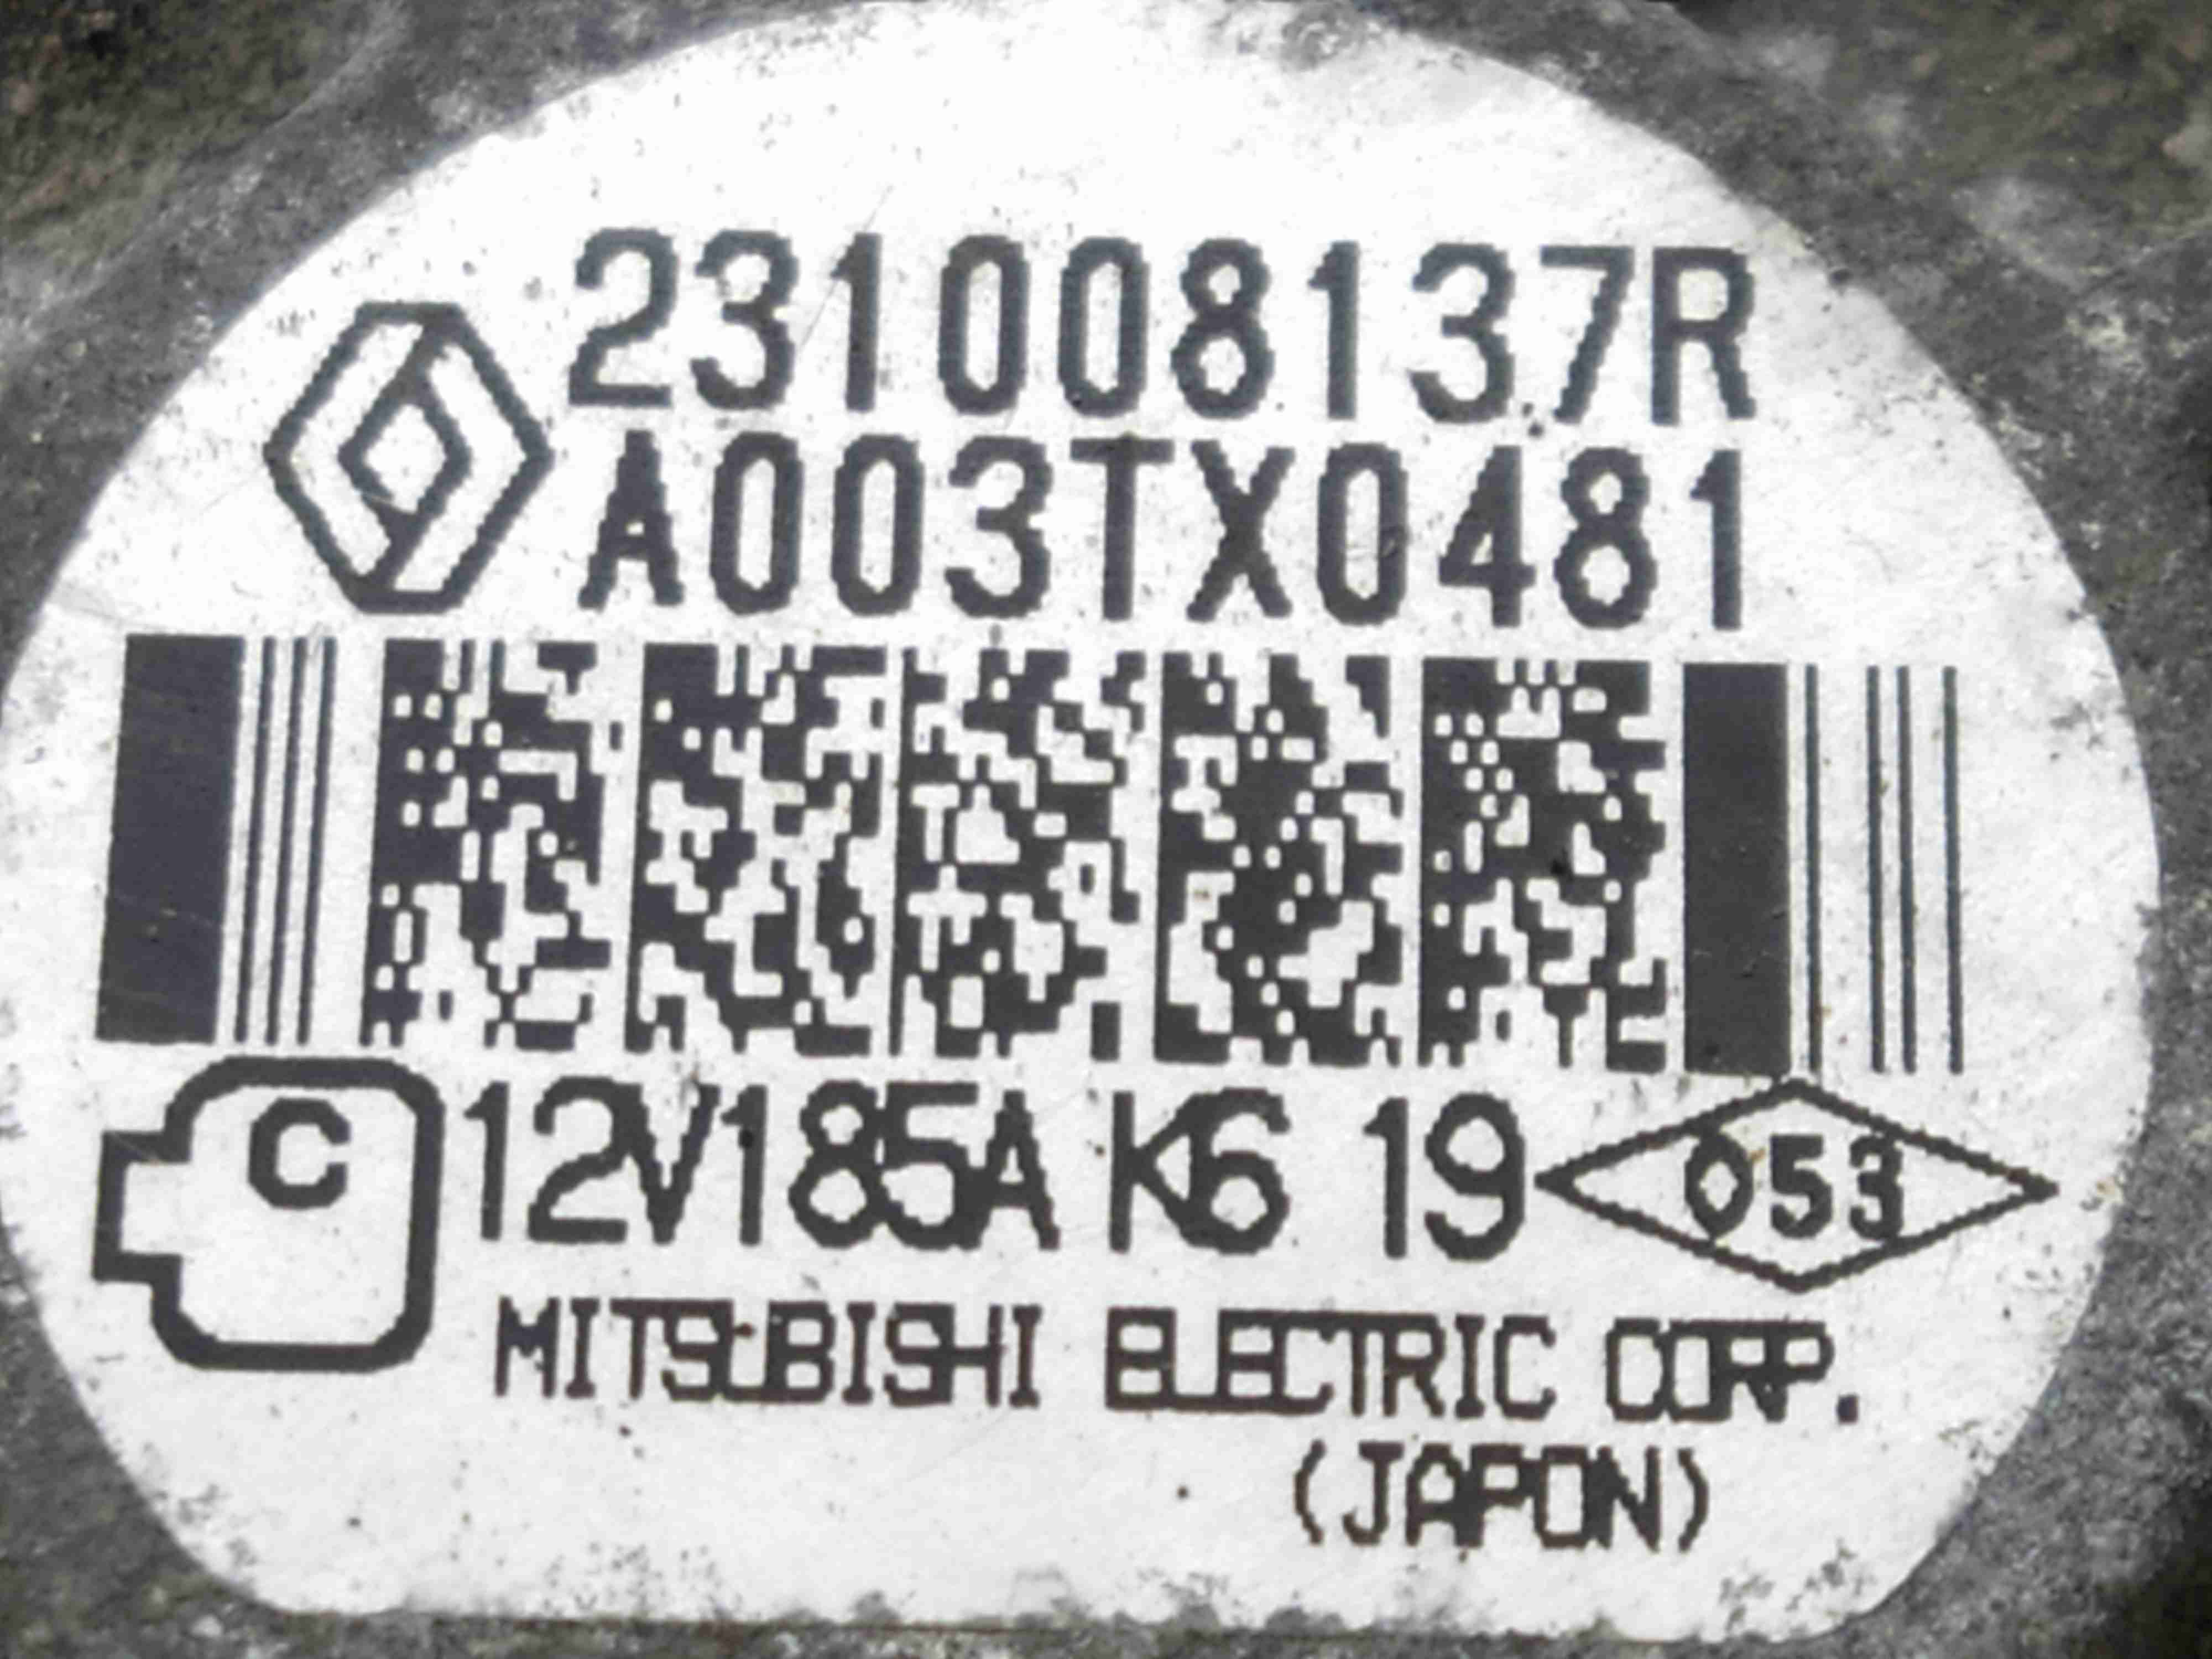 231008137R
A003TX0481
C
12V185A K6 19
053
MITSUBISHI ELECTRIC CORP.
(JAPON)